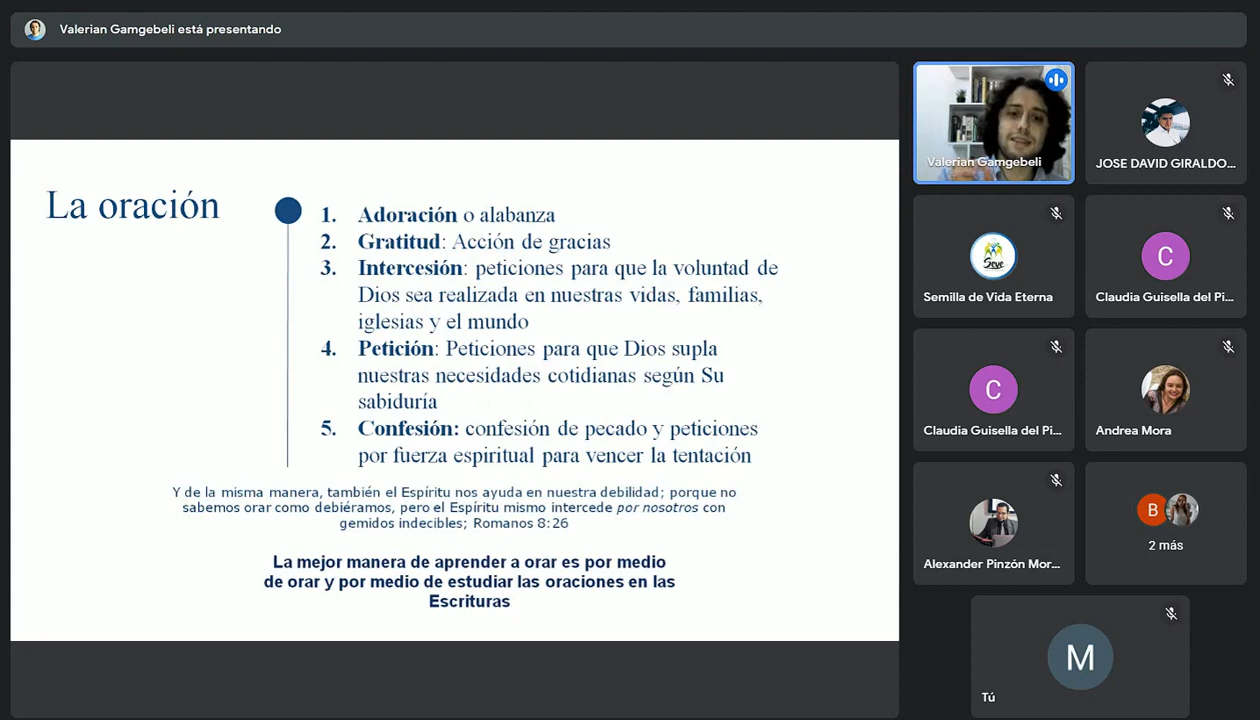 Valerian Gamgebeli está presentando
La oración
1. Adoración o alabanza
2. Gratitud: Acción de gracias
3. Intercesión: peticiones para que la voluntad de
Dios sea realizada en nuestras vidas, familias,
iglesias y el mundo
4. Petición: Peticiones para que Dios supla
nuestras necesidades cotidianas según Su
sabiduría
5. Confesión: confesión de pecado y peticiones
por fuerza espiritual para vencer la tentación
Y de la misma manera, también el Espíritu nos ayuda en nuestra debilidad; porque no
sabemos orar como debiéramos, pero el Espíritu mismo intercede por nosotros con
gemidos indecibles; Romanos 8:26
La mejor manera de aprender a orar es por medio
de orar y por medio de estudiar las oraciones en las
Escrituras
Valerian Gamgebeli
JOSE DAVID GIRALDO...
Seve
Semilla de Vida Eterna
C
Claudia Guisella del Pi...
C
Claudia Guisella del Pi...
Andrea Mora
Alexander Pinzón Mor...
B
2 más
M
Tú